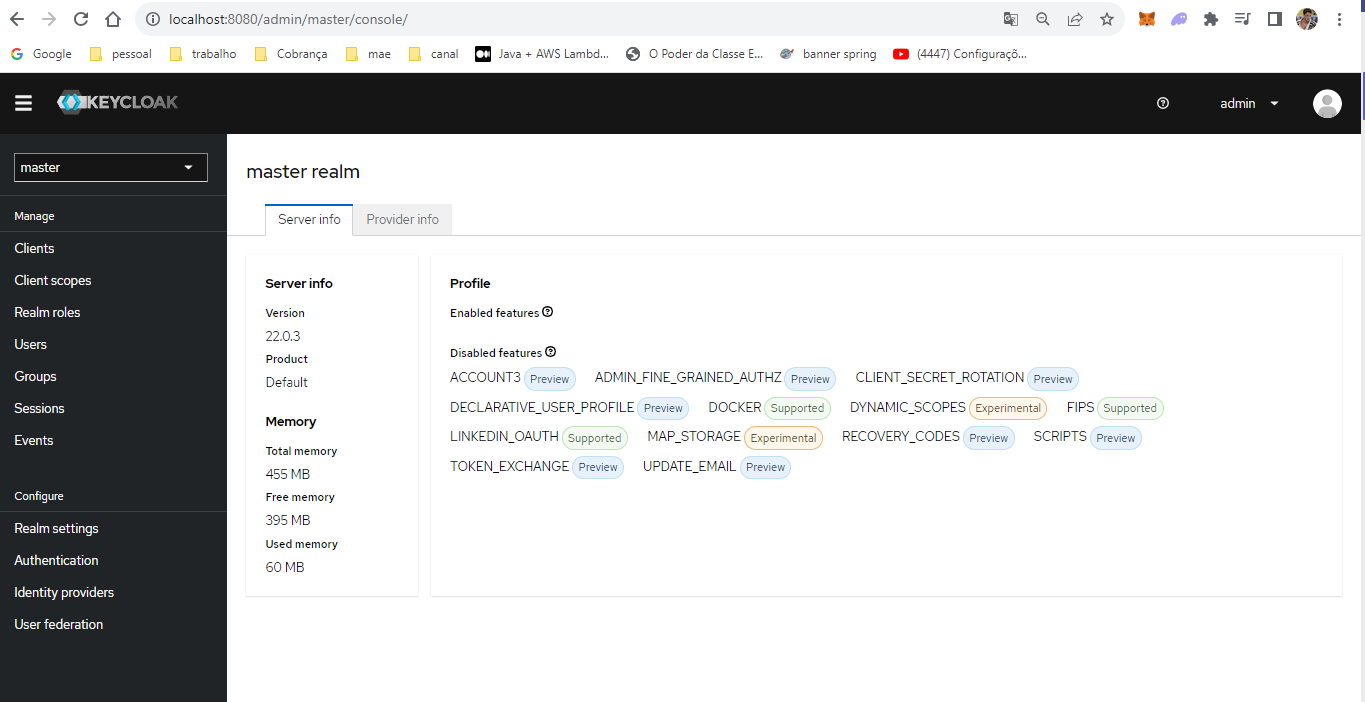 localhost:8080/admin/master/console/
Google pessoal trabalho Cobrança mae canal Java + AWS Lambd... O Poder da Classe E... banner spring (4447) Configuraçõ...
KEYCLOAK admin
master
master realm
Server info Provider info
Manage
Clients
Client scopes
Realm roles
Users
Groups
Sessions
Events
Configure
Realm settings
Authentication
Identity providers
User federation
Server info
Version
22.0.3
Product
Default
Memory
Total memory
455 MB
Free memory
395 MB
Used memory
60 MB
Profile
Enabled features
Disabled features
ACCOUNT3 Preview ADMIN_FINE_GRAINED_AUTHZ Preview CLIENT_SECRET_ROTATION Preview
DECLARATIVE_USER_PROFILE Preview DOCKER Supported DYNAMIC_SCOPES Experimental FIPS Supported
LINKEDIN_OAUTH Supported MAP_STORAGE Experimental RECOVERY_CODES Preview SCRIPTS Preview
TOKEN_EXCHANGE Preview UPDATE_EMAIL Preview